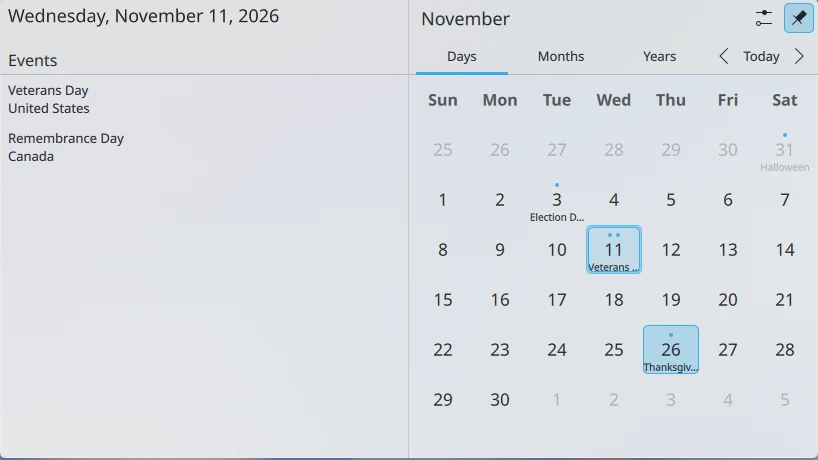 Wednesday, November 11, 2026
Events
Veterans Day
United States
Remembrance Day
Canada
November
Days Months Years Today
Sun Mon Tue Wed Thu Fri Sat
25 26 27 28 29 30 31
Halloween
1 2 3 4 5 6 7
Election D...
8 9 10 11 12 13 14
Veterans ...
15 16 17 18 19 20 21
22 23 24 25 26 27 28
Thanksgiv...
29 30 1 2 3 4 5